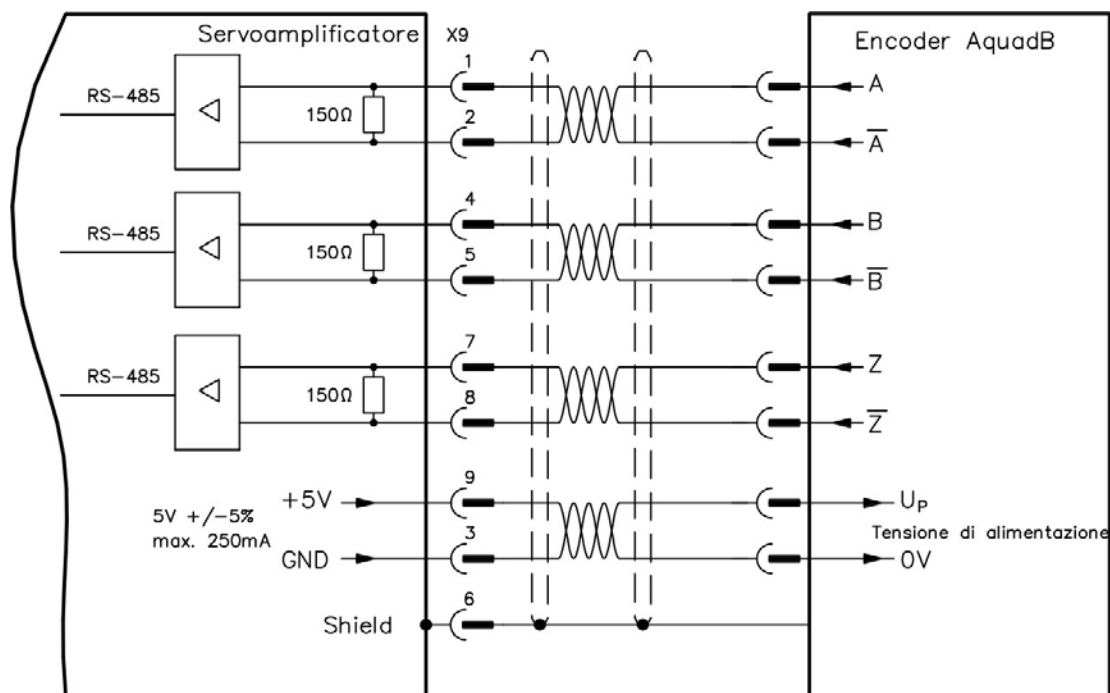 Servoamplificatore
X9
Encoder AquadB
1
RS-485
150Ω
A
2
A̅
4
RS-485
150Ω
B
5
B̅
7
RS-485
150Ω
Z
8
Z̅
9
+5V
Up
5V +/-5%
max. 250mA
Tensione di alimentazione
3
GND
0V
6
Shield